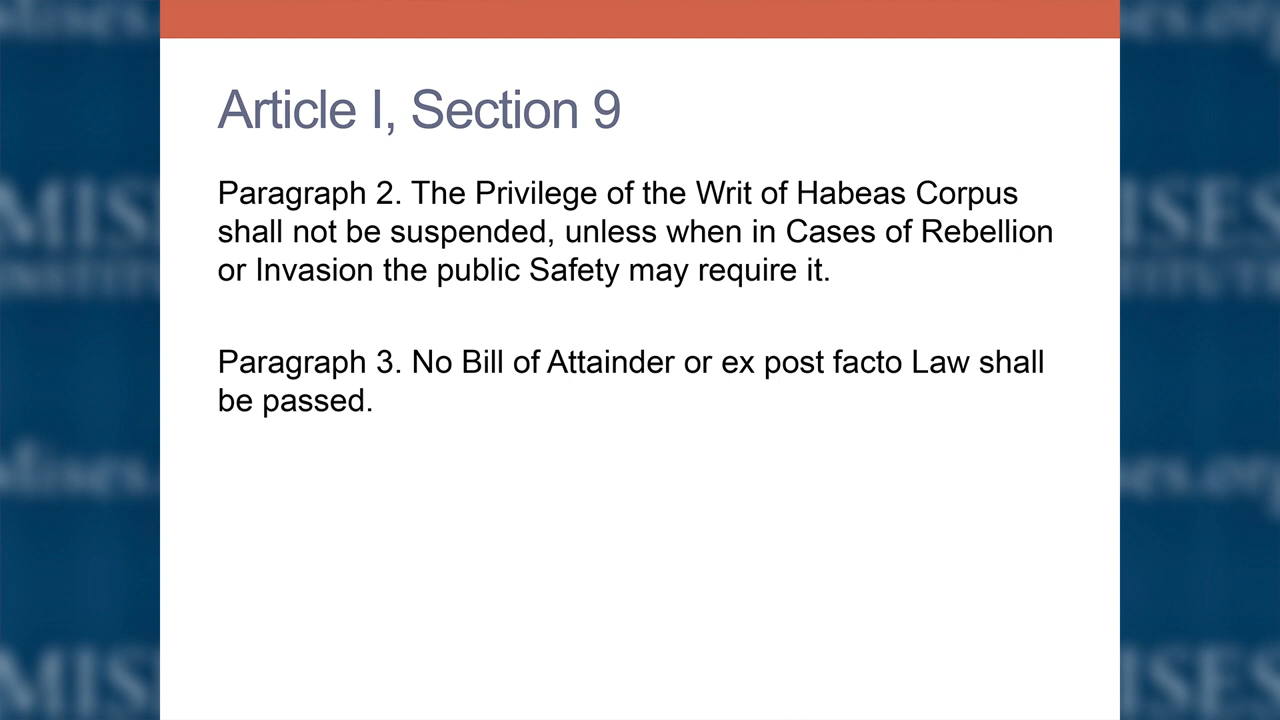 Article I, Section 9
Paragraph 2. The Privilege of the Writ of Habeas Corpus
shall not be suspended, unless when in Cases of Rebellion
or Invasion the public Safety may require it.
Paragraph 3. No Bill of Attainder or ex post facto Law shall
be passed.